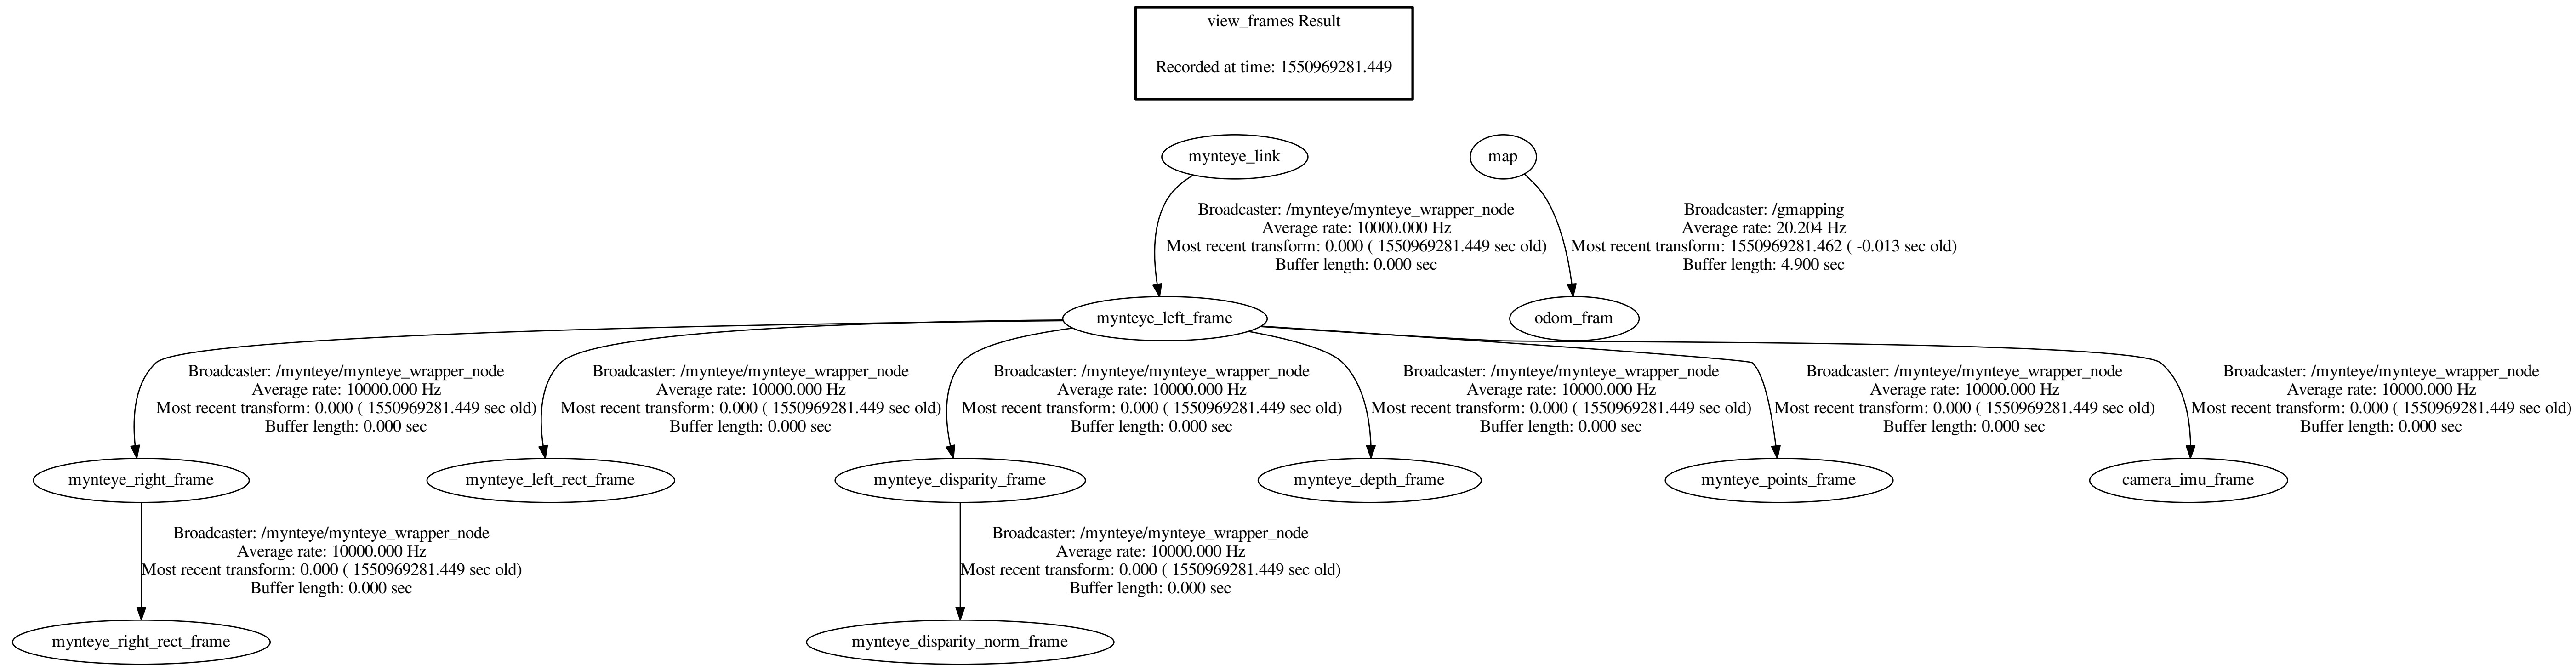 view_frames Result
Recorded at time: 1550969281.449
mynteye_link
map
Broadcaster: /mynteye/mynteye_wrapper_node
Average rate: 10000.000 Hz
Most recent transform: 0.000 ( 1550969281.449 sec old)
Buffer length: 0.000 sec
Broadcaster: /gmapping
Average rate: 20.204 Hz
Most recent transform: 1550969281.462 ( -0.013 sec old)
Buffer length: 4.900 sec
mynteye_left_frame
odom_fram
Broadcaster: /mynteye/mynteye_wrapper_node
Average rate: 10000.000 Hz
Most recent transform: 0.000 ( 1550969281.449 sec old)
Buffer length: 0.000 sec
Broadcaster: /mynteye/mynteye_wrapper_node
Average rate: 10000.000 Hz
Most recent transform: 0.000 ( 1550969281.449 sec old)
Buffer length: 0.000 sec
Broadcaster: /mynteye/mynteye_wrapper_node
Average rate: 10000.000 Hz
Most recent transform: 0.000 ( 1550969281.449 sec old)
Buffer length: 0.000 sec
Broadcaster: /mynteye/mynteye_wrapper_node
Average rate: 10000.000 Hz
Most recent transform: 0.000 ( 1550969281.449 sec old)
Buffer length: 0.000 sec
Broadcaster: /mynteye/mynteye_wrapper_node
Average rate: 10000.000 Hz
Most recent transform: 0.000 ( 1550969281.449 sec old)
Buffer length: 0.000 sec
Broadcaster: /mynteye/mynteye_wrapper_node
Average rate: 10000.000 Hz
Most recent transform: 0.000 ( 1550969281.449 sec old)
Buffer length: 0.000 sec
mynteye_right_frame
mynteye_left_rect_frame
mynteye_disparity_frame
mynteye_depth_frame
mynteye_points_frame
camera_imu_frame
Broadcaster: /mynteye/mynteye_wrapper_node
Average rate: 10000.000 Hz
Most recent transform: 0.000 ( 1550969281.449 sec old)
Buffer length: 0.000 sec
Broadcaster: /mynteye/mynteye_wrapper_node
Average rate: 10000.000 Hz
Most recent transform: 0.000 ( 1550969281.449 sec old)
Buffer length: 0.000 sec
mynteye_right_rect_frame
mynteye_disparity_norm_frame